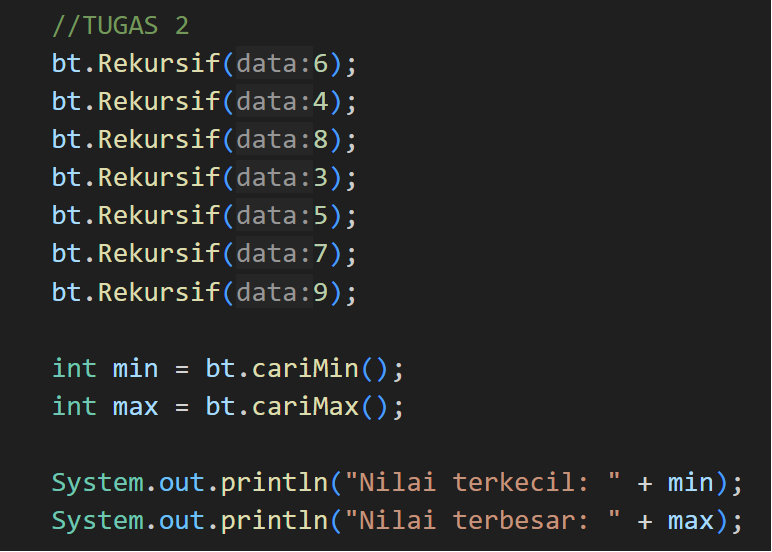 //TUGAS 2
bt.Rekursif(data:6);
bt.Rekursif(data:4);
bt.Rekursif(data:8);
bt.Rekursif(data:3);
bt.Rekursif(data:5);
bt.Rekursif(data:7);
bt.Rekursif(data:9);
int min = bt.cariMin();
int max = bt.cariMax();
System.out.println("Nilai terkecil: " + min);
System.out.println("Nilai terbesar: " + max);